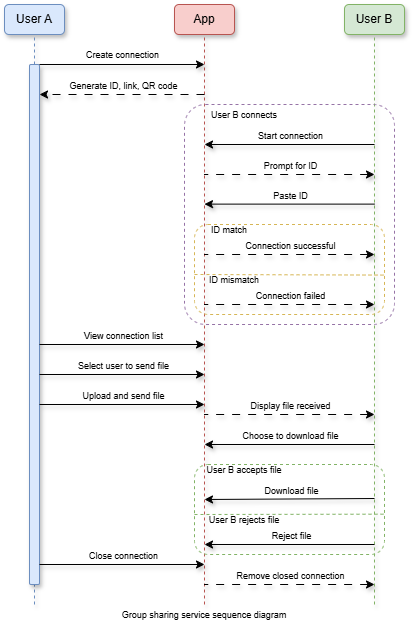 User A
App
User B
Create connection
Generate ID, link, QR code
User B connects
Start connection
Prompt for ID
Paste ID
ID match
Connection successful
ID mismatch
Connection failed
View connection list
Select user to send file
Upload and send file
Display file received
Choose to download file
User B accepts file
Download file
User B rejects file
Reject file
Close connection
Remove closed connection
Group sharing service sequence diagram